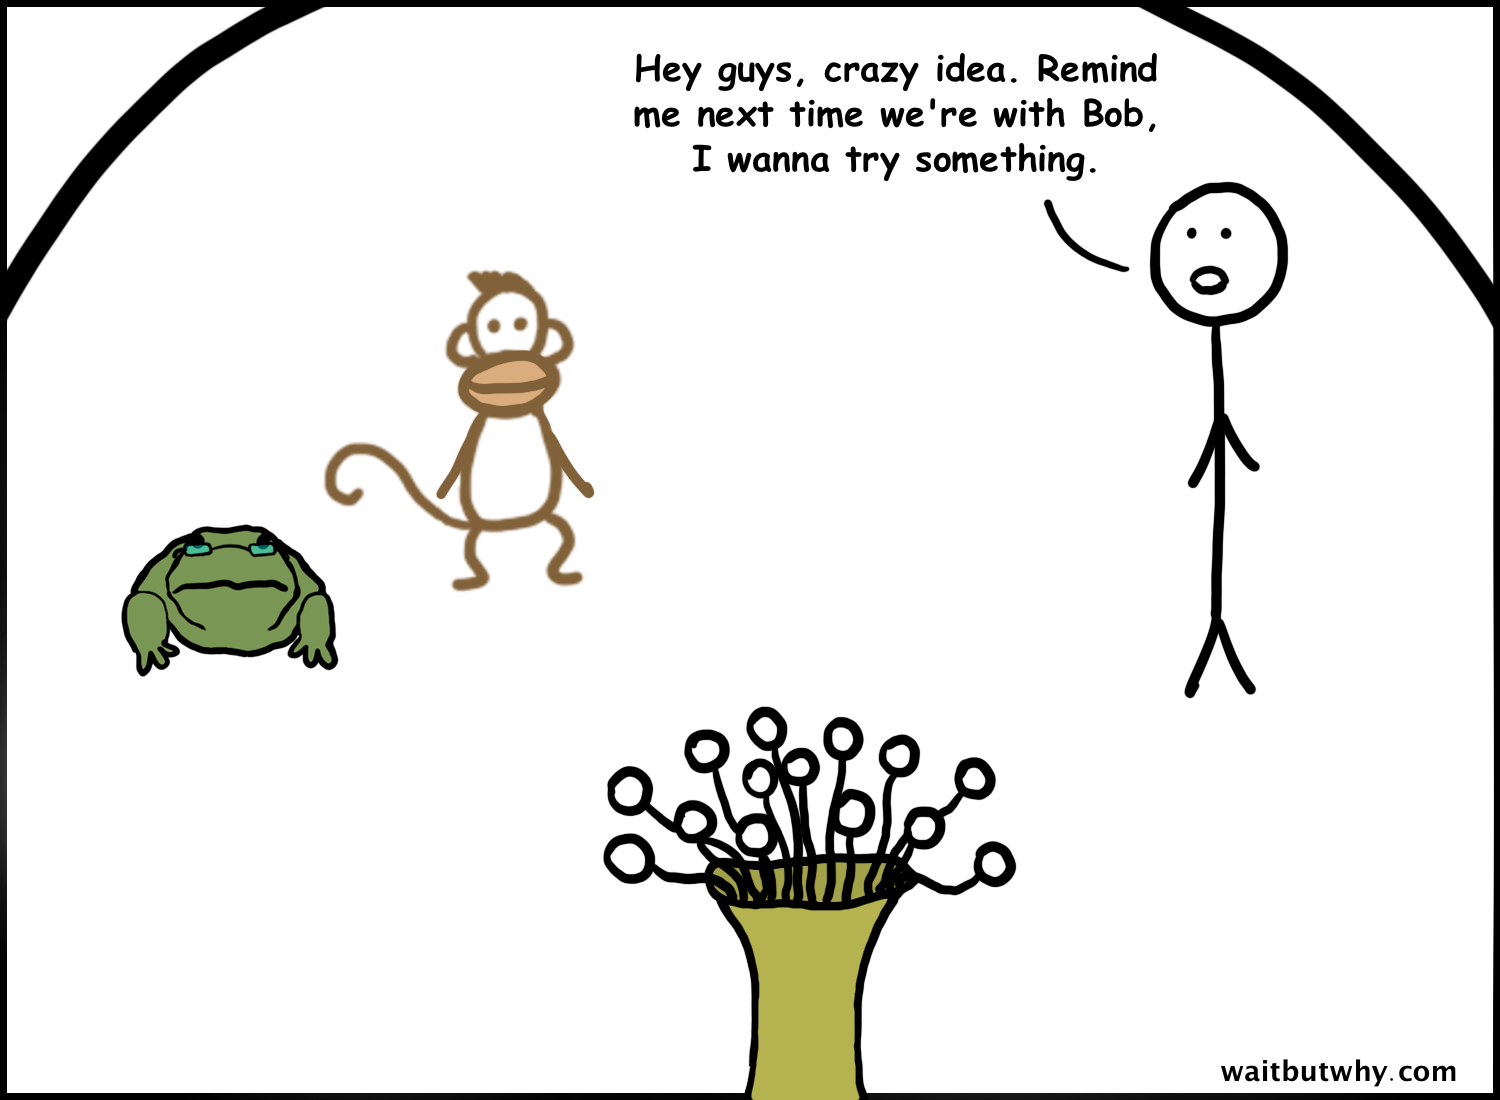 Hey guys, crazy idea. Remind
me next time we're with Bob,
I wanna try something.
waitbutwhy.com